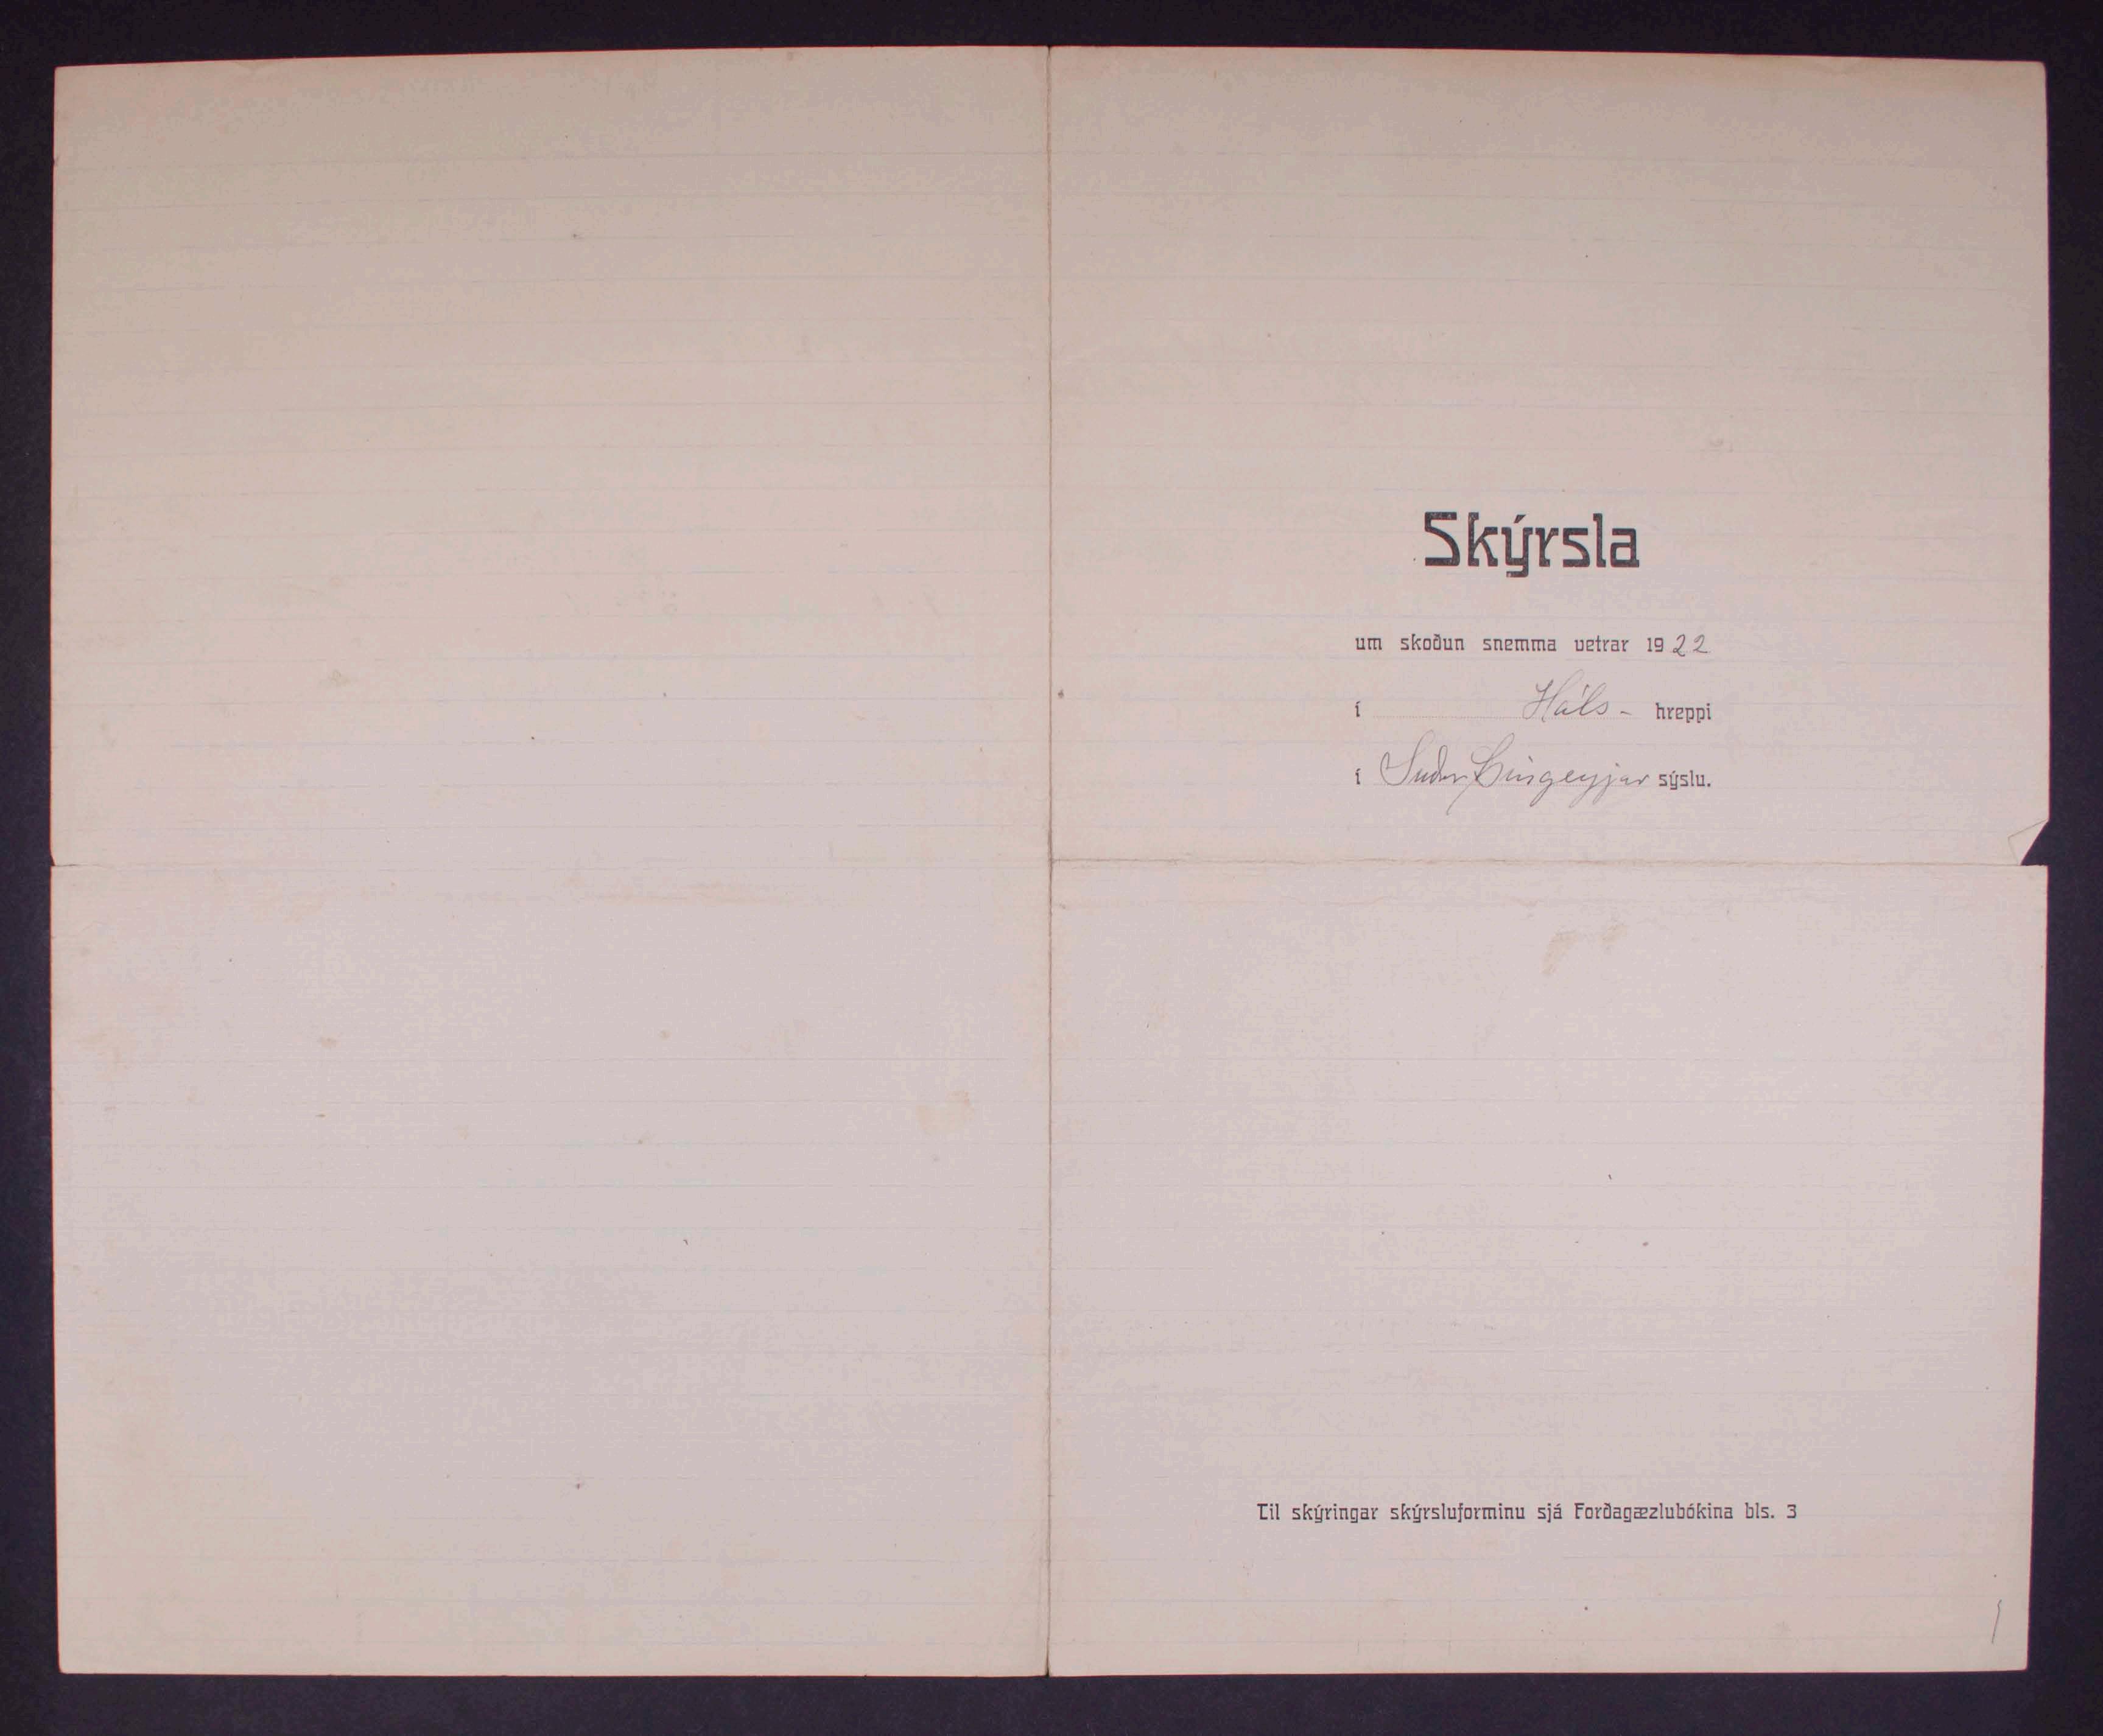 Skýrsla
um skoðun snemma vetrar 1922
í Háls- hreppi
í Suður Þingeyjar sýslu.
Til skýringar skýrsluforminu sjá Forðagæzlubókina bls. 3